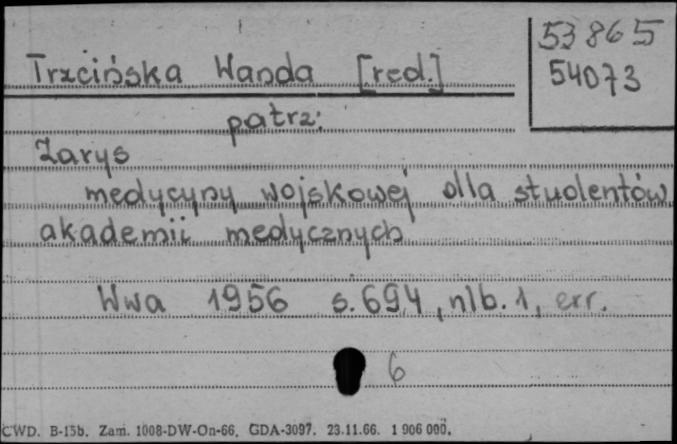 53865
Trzcińska Wanda [red.]
54073
patrz:
Zarys
medycyny wojskowej dla studentów
akademii medycznych
Wwa 1956 s. 694, nlb. 1, err.
6
CWD. B-15b. Zam. 1008-DW-On-66. GDA-3097. 23.11.66. 1 906 000.